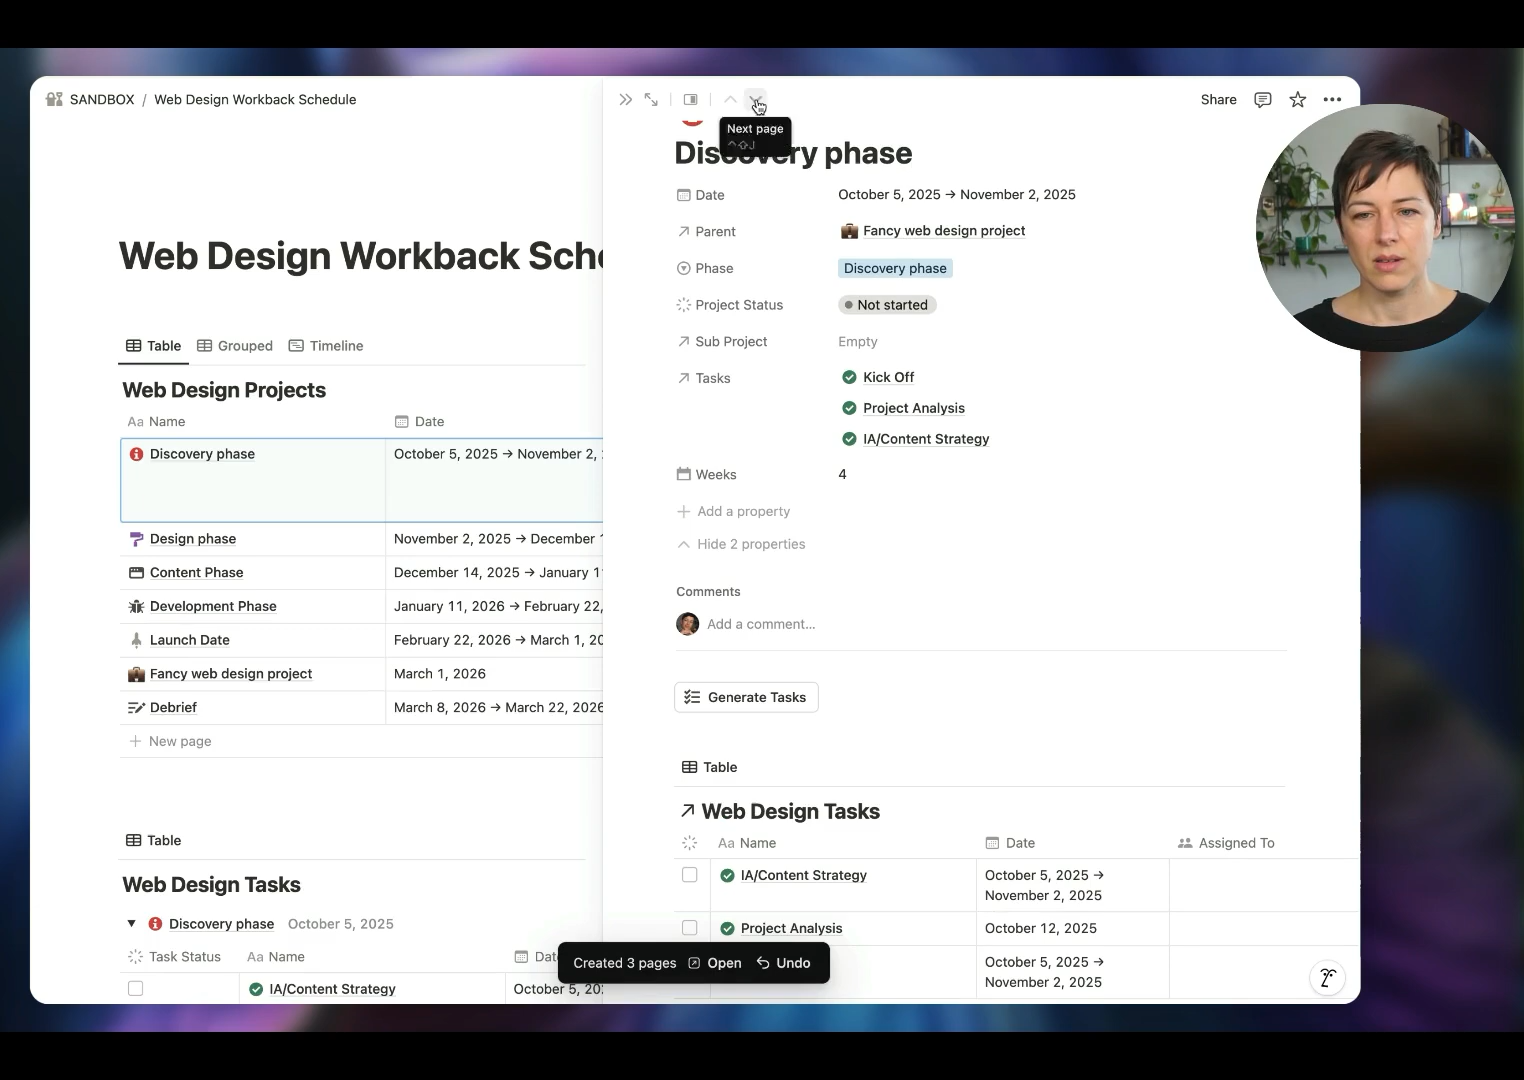 SANDBOX / Web Design Workback Schedule
Share
Next page
^⇧J
Discovery phase
Date
October 5, 2025 → November 2, 2025
Parent
Fancy web design project
Phase
Discovery phase
Project Status
Not started
Sub Project
Empty
Tasks
Kick Off
Project Analysis
IA/Content Strategy
Weeks
4
Add a property
Hide 2 properties
Comments
Add a comment...
Generate Tasks
Table
Web Design Tasks
Aa Name
Date
Assigned To
IA/Content Strategy
October 5, 2025 →
November 2, 2025
Project Analysis
October 12, 2025
October 5, 2025 →
November 2, 2025
Web Design Workback Sche
Table
Grouped
Timeline
Web Design Projects
Aa Name
Date
Discovery phase
October 5, 2025 → November 2,
Design phase
November 2, 2025 → December 1
Content Phase
December 14, 2025 → January 1
Development Phase
January 11, 2026 → February 22,
Launch Date
February 22, 2026 → March 1, 20
Fancy web design project
March 1, 2026
Debrief
March 8, 2026 → March 22, 2026
New page
Table
Web Design Tasks
Discovery phase
October 5, 2025
Task Status
Aa Name
Date
IA/Content Strategy
October 5, 20
Created 3 pages
Open
Undo